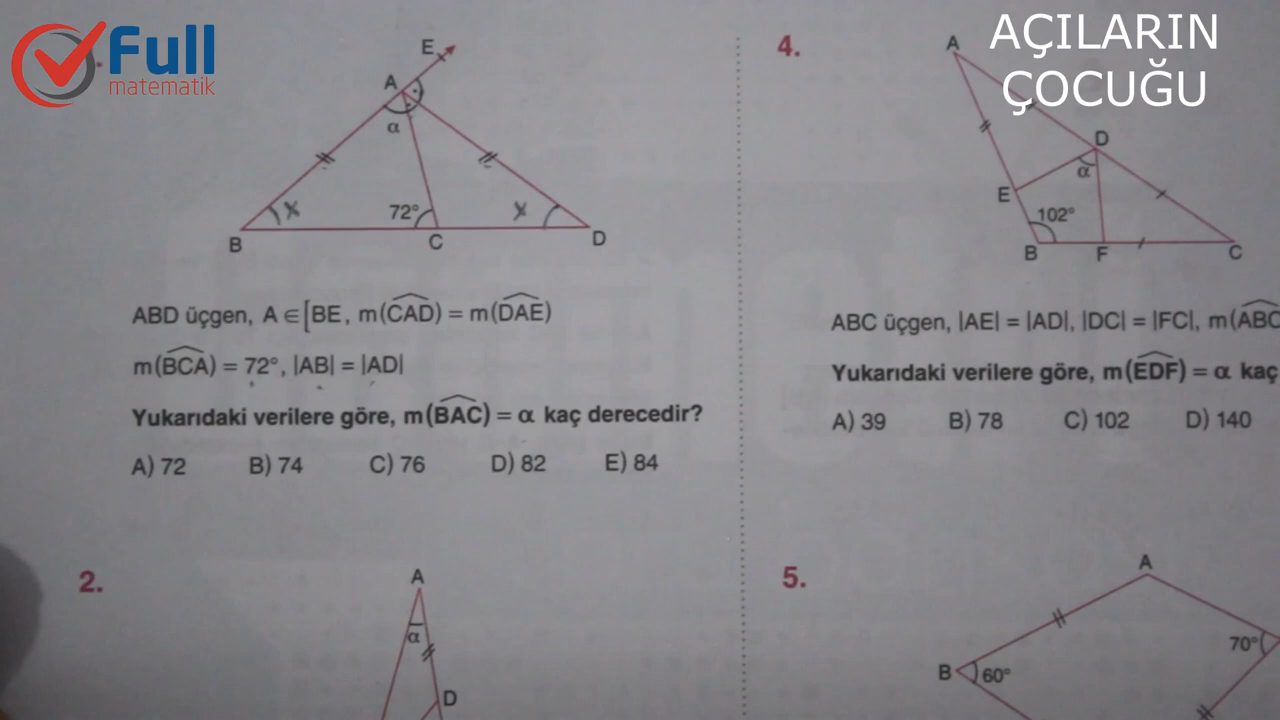 Full
matematik
AÇILARIN
ÇOCUĞU
E
A
α
x
72°
x
B
C
D
ABD üçgen, A ∈ [BE, m(CAD) = m(DAE)
m(BCA) = 72°, |AB| = |AD|
Yukarıdaki verilere göre, m(BAC) = α kaç derecedir?
A) 72 B) 74 C) 76 D) 82 E) 84
2.
A
α
D
4.
A
D
α
E
102°
B
F
C
ABC üçgen, |AE| = |AD|, |DC| = |FC|, m(ABC
Yukarıdaki verilere göre, m(EDF) = α kaç
A) 39 B) 78 C) 102 D) 140
5.
A
70°
B
60°